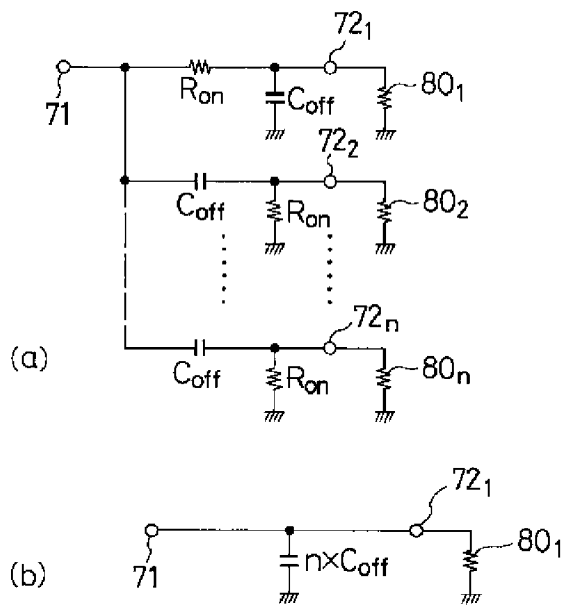 72₁
71
Rₒₙ
Cₒff
80₁
72₂
Cₒff
Rₒₙ
80₂
72ₙ
(a)
Cₒff
Rₒₙ
80ₙ
72₁
71
n×Cₒff
80₁
(b)